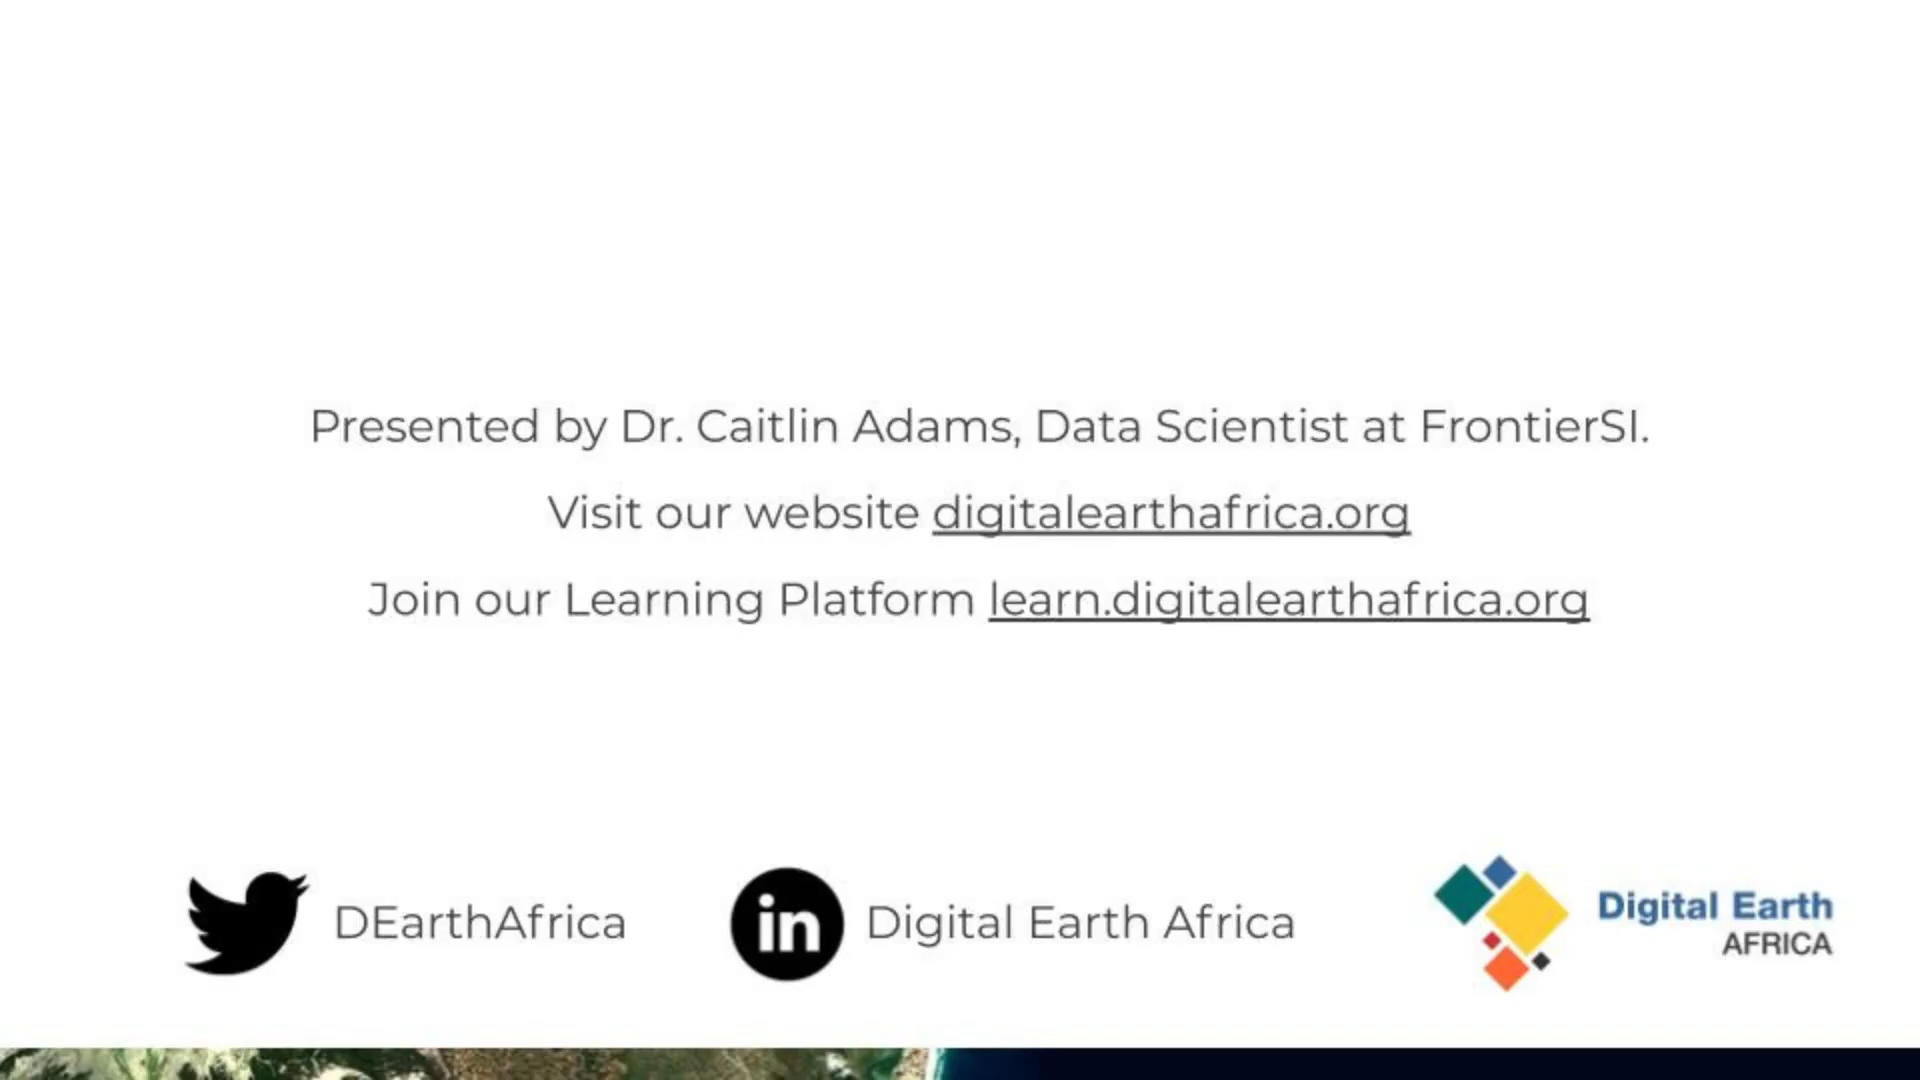 Presented by Dr. Caitlin Adams, Data Scientist at FrontierSI.
Visit our website digitalearthafrica.org
Join our Learning Platform learn.digitalearthafrica.org
DEarthAfrica
in Digital Earth Africa
Digital Earth
AFRICA